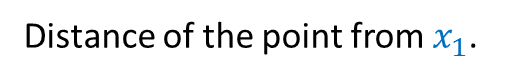 Distance of the point from x₁.